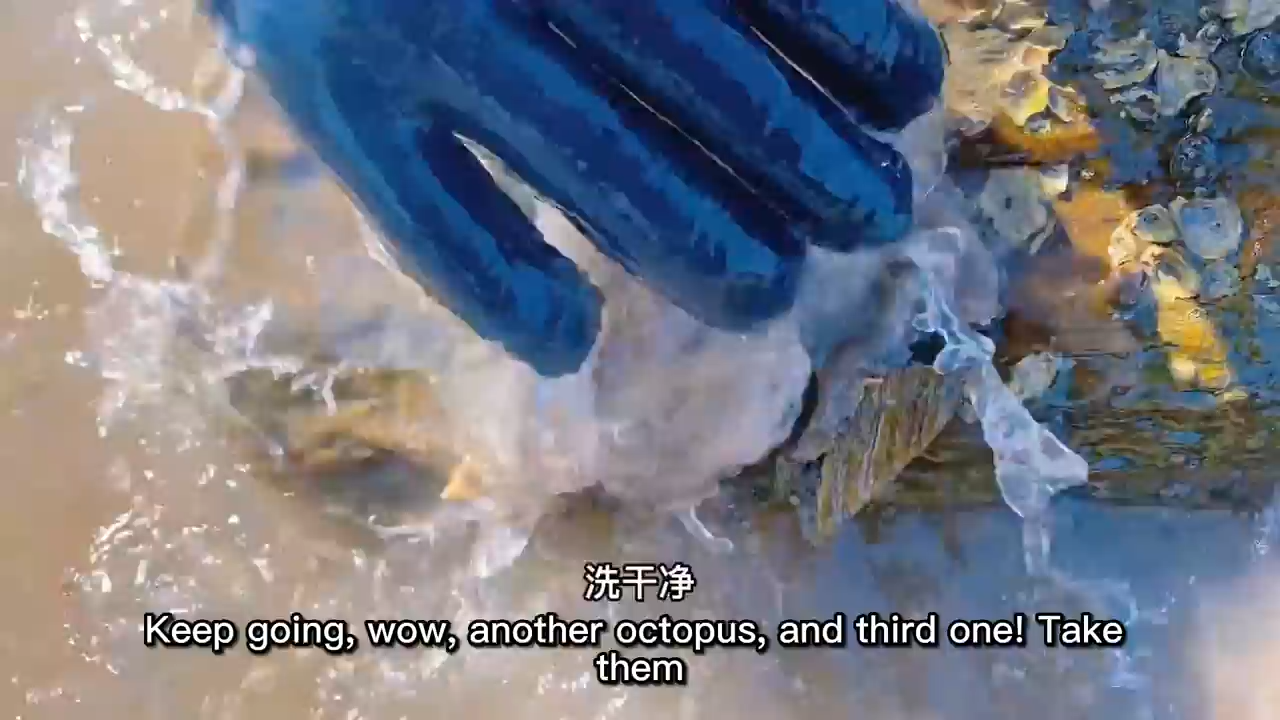 洗干净
Keep going, wow, another octopus, and third one! Take
them